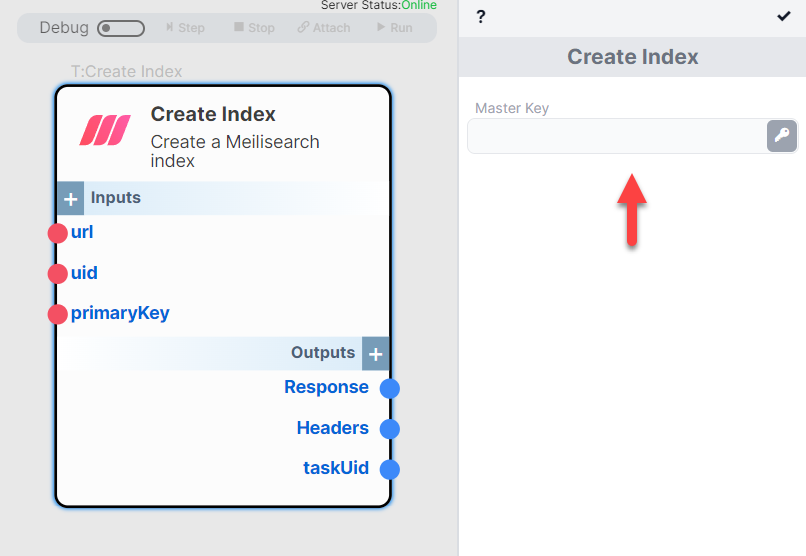 Server Status:Online
Debug
Step
Stop
Attach
Run
T:Create Index
Create Index
Create a Meilisearch
index
+ Inputs
url
uid
primaryKey
Outputs +
Response
Headers
taskUid
?
Create Index
Master Key